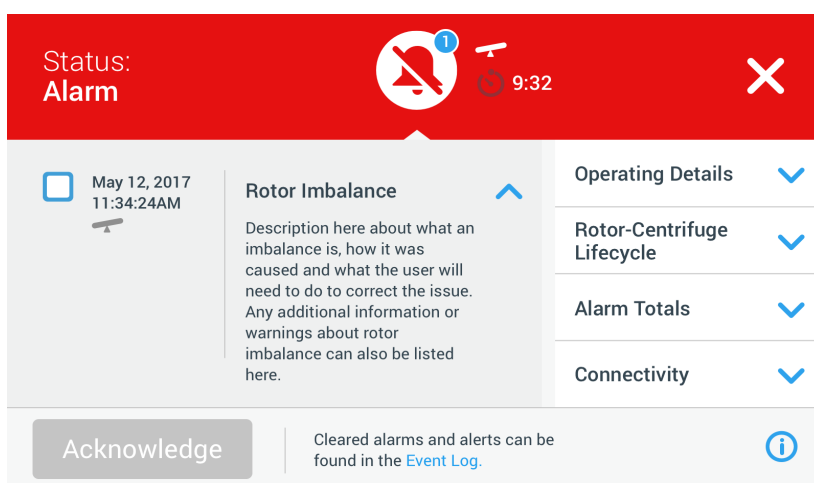 Status:
Alarm
1
9:32
May 12, 2017
11:34:24AM
Rotor Imbalance
Description here about what an
imbalance is, how it was
caused and what the user will
need to do to correct the issue.
Any additional information or
warnings about rotor
imbalance can also be listed
here.
Operating Details
Rotor-Centrifuge
Lifecycle
Alarm Totals
Connectivity
Acknowledge
Cleared alarms and alerts can be
found in the Event Log.